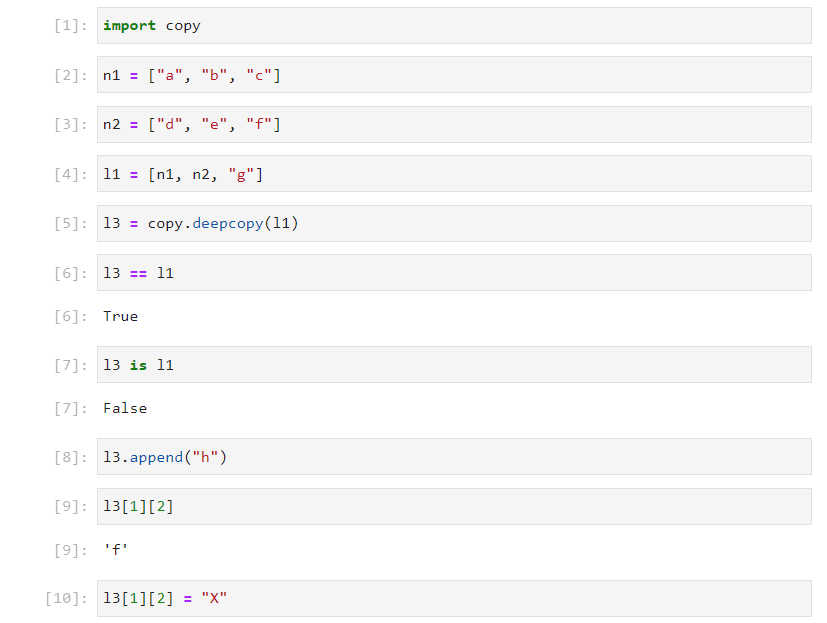 [1]: import copy
[2]: n1 = ["a", "b", "c"]
[3]: n2 = ["d", "e", "f"]
[4]: l1 = [n1, n2, "g"]
[5]: l3 = copy.deepcopy(l1)
[6]: l3 == l1
[6]: True
[7]: l3 is l1
[7]: False
[8]: l3.append("h")
[9]: l3[1][2]
[9]: 'f'
[10]: l3[1][2] = "X"